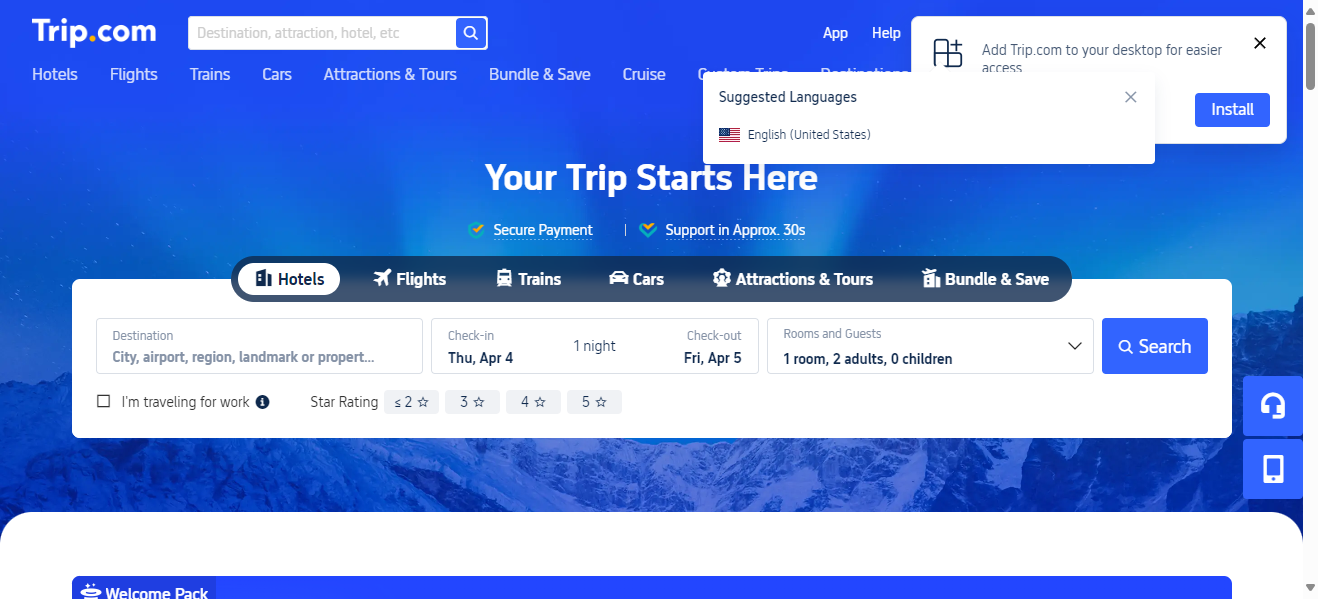 Trip.com
Destination, attraction, hotel, etc
App
Help
Add Trip.com to your desktop for easier
access
Install
Hotels
Flights
Trains
Cars
Attractions & Tours
Bundle & Save
Cruise
Custom Trips
Destinations
Suggested Languages
English (United States)
Your Trip Starts Here
Secure Payment
Support in Approx. 30s
Hotels
Flights
Trains
Cars
Attractions & Tours
Bundle & Save
Destination
City, airport, region, landmark or propert...
Check-in
Thu, Apr 4
1 night
Check-out
Fri, Apr 5
Rooms and Guests
1 room, 2 adults, 0 children
Search
I'm traveling for work
Star Rating
≤ 2
3
4
5
Welcome Pack